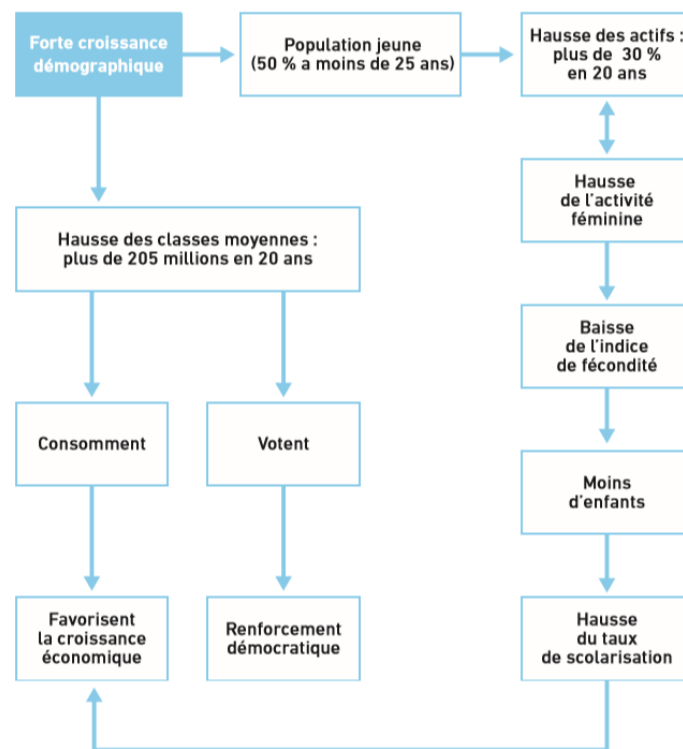 Forte croissance
démographique
Population jeune
(50 % a moins de 25 ans)
Hausse des actifs :
plus de 30 %
en 20 ans
Hausse
de l'activité
féminine
Hausse des classes moyennes :
plus de 205 millions en 20 ans
Baisse
de l'indice
de fécondité
Consomment
Votent
Moins
d'enfants
Favorisent
la croissance
économique
Renforcement
démocratique
Hausse
du taux
de scolarisation